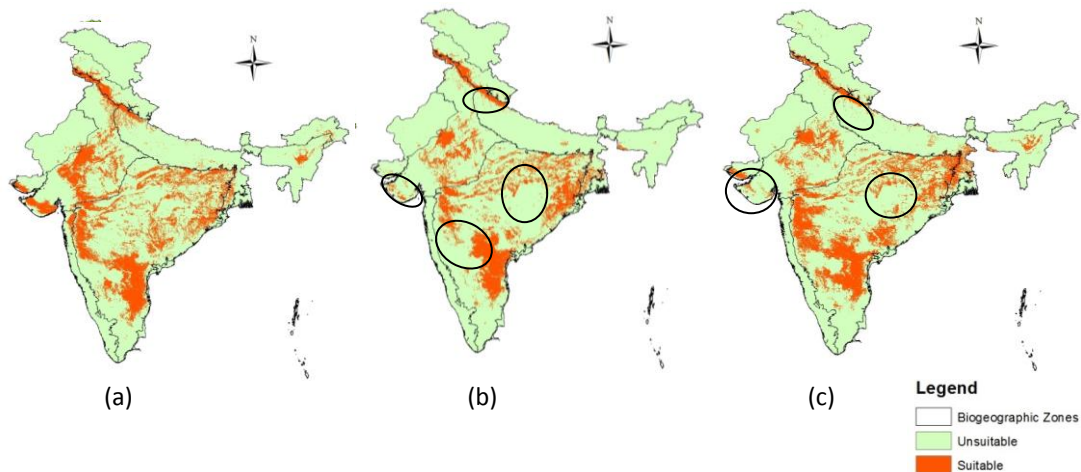 N
N
N
(a)
(b)
(c)
Legend
Biogeographic Zones
Unsuitable
Suitable